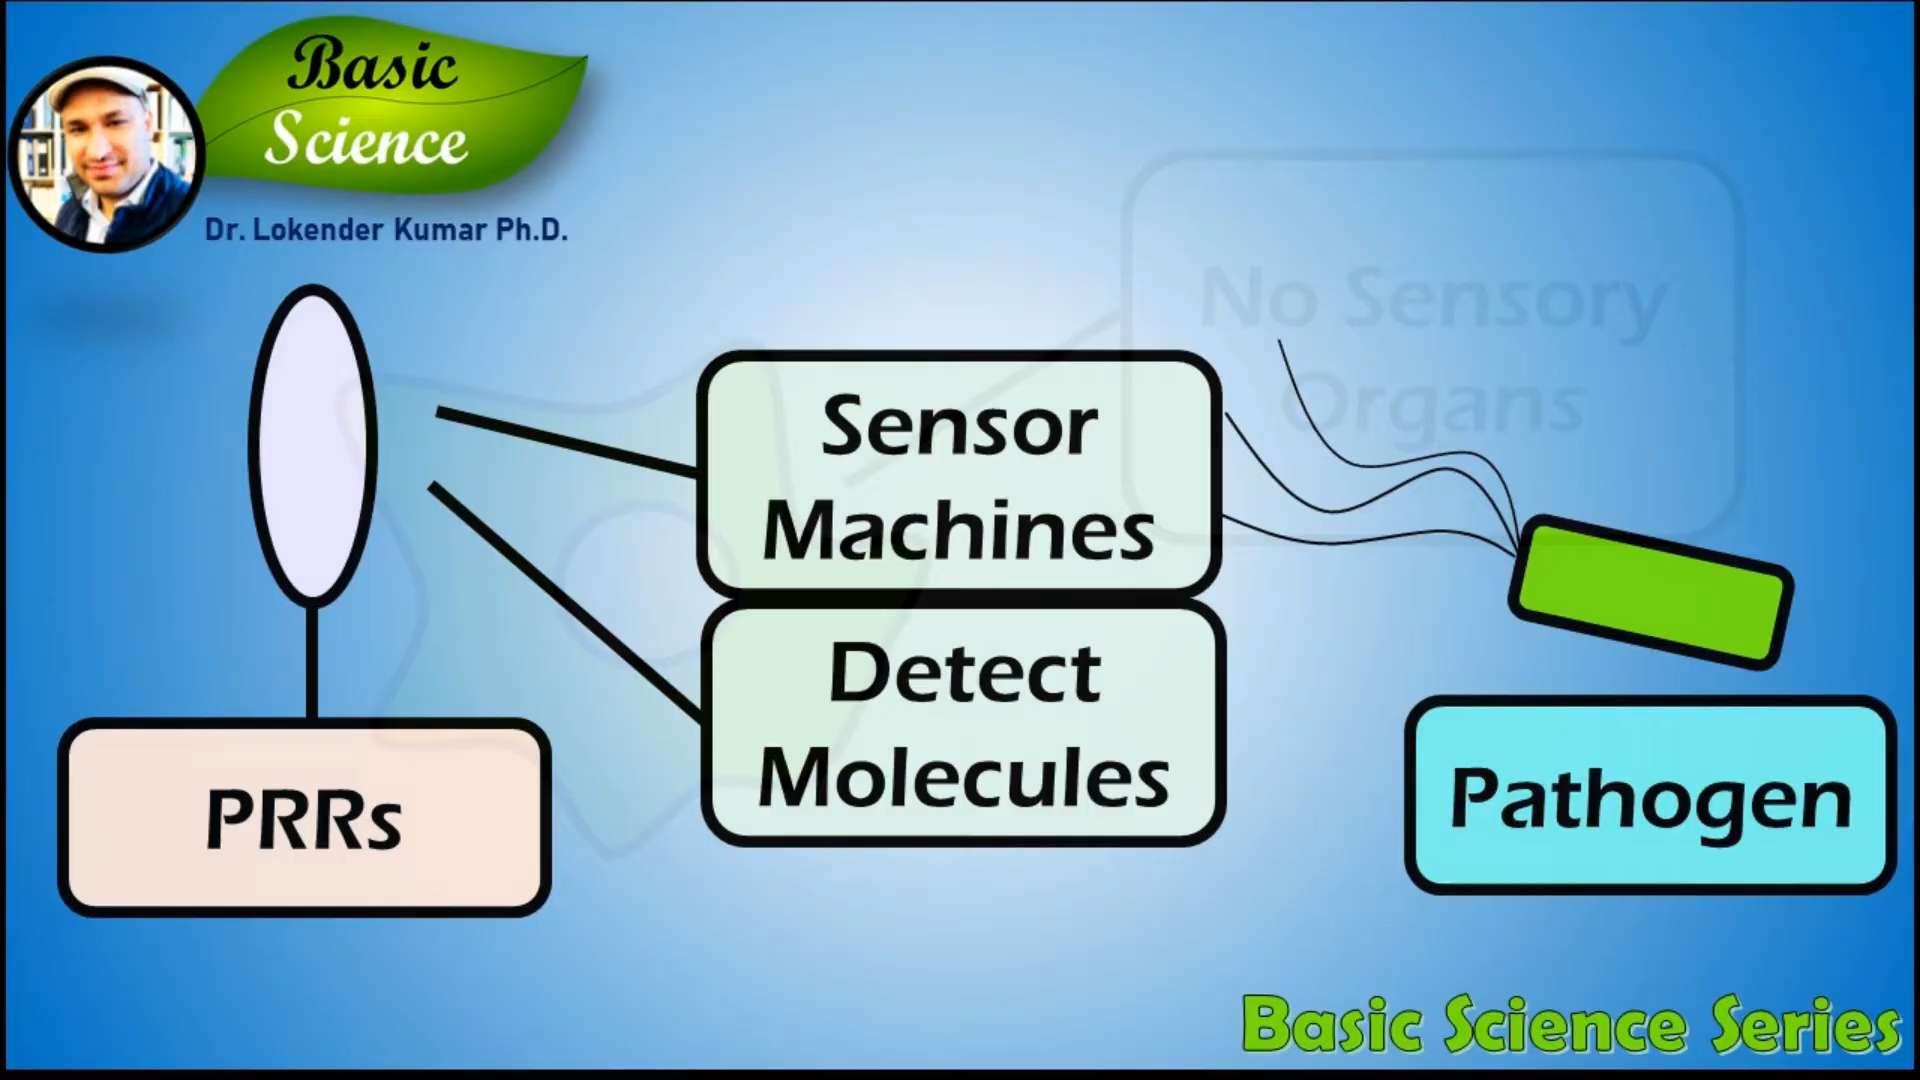 Basic
Science
Dr. Lokender Kumar Ph.D.
No Sensory
Organs
Sensor
Machines
Detect
Molecules
PRRs
Pathogen
Basic Science Series